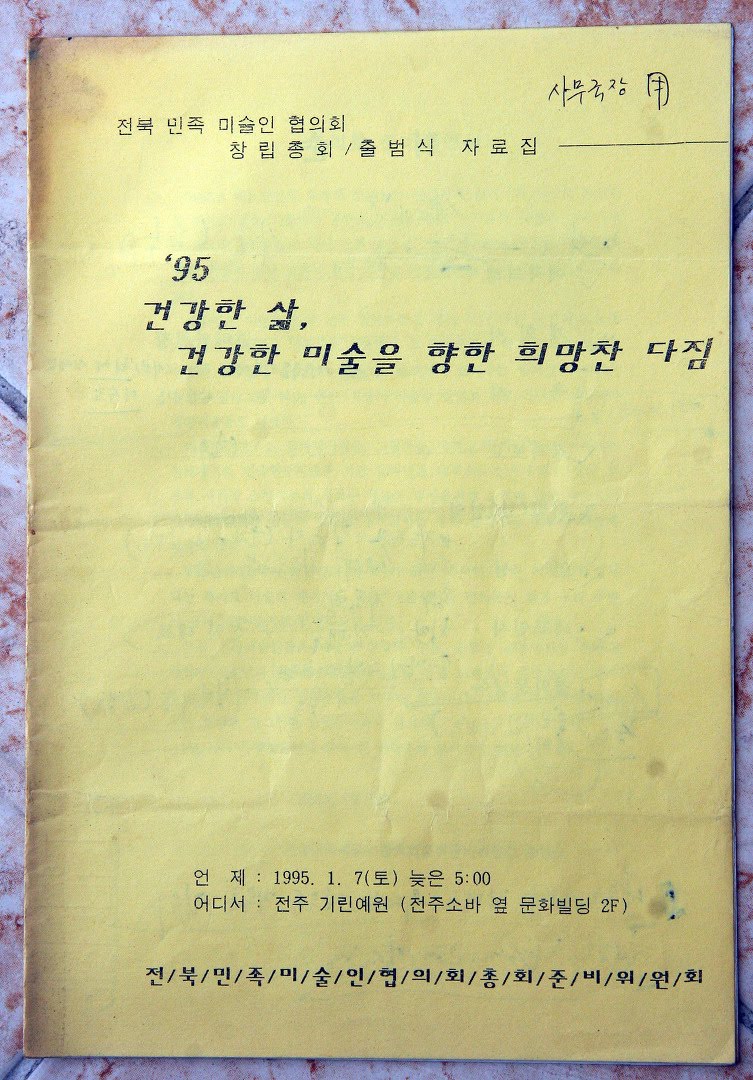 사무국장 用
전북 민족 미술인 협의회
창립총회/출범식 자료집
'95
건강한 삶,
건강한 미술을 향한 희망찬 다짐
언 제 : 1995. 1. 7(토) 늦은 5:00
어디서 : 전주 기린예원 (전주소바 옆 문화빌딩 2F)
전/북/민/족/미/술/인/협/의/회/총/회/준/비/위/원/회